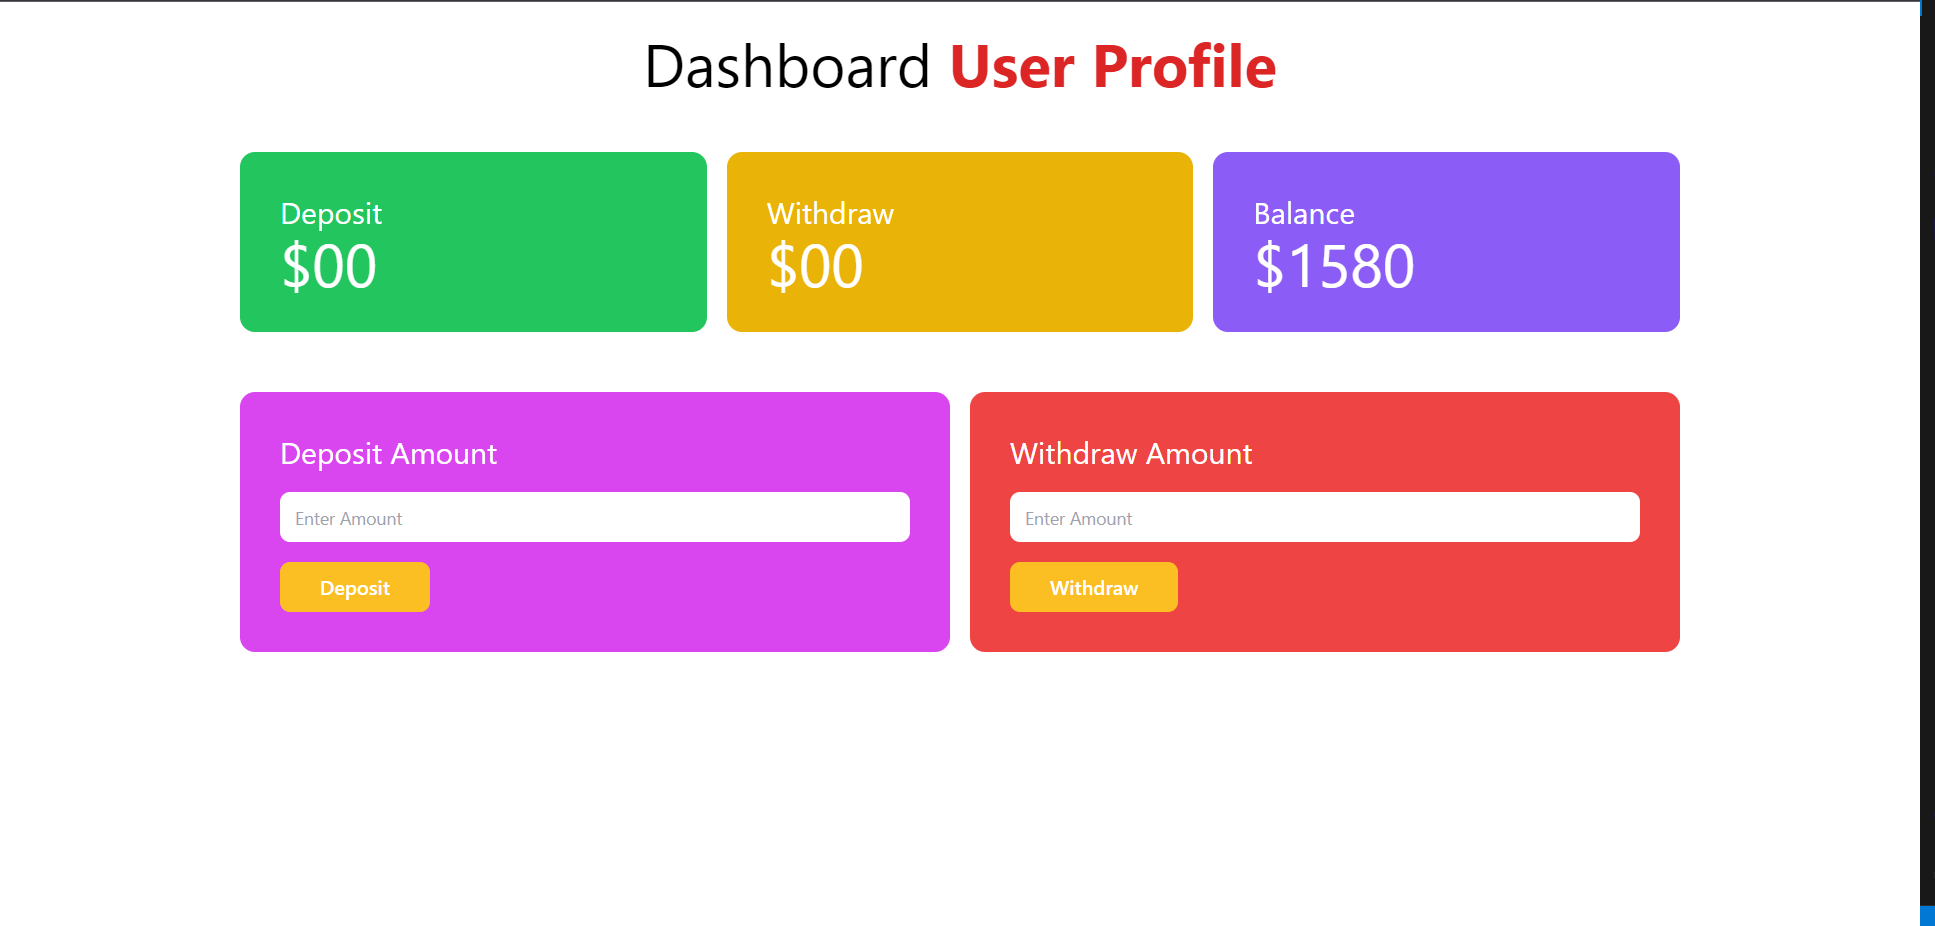 Dashboard User Profile
Deposit
$00
Withdraw
$00
Balance
$1580
Deposit Amount
Enter Amount
Deposit
Withdraw Amount
Enter Amount
Withdraw